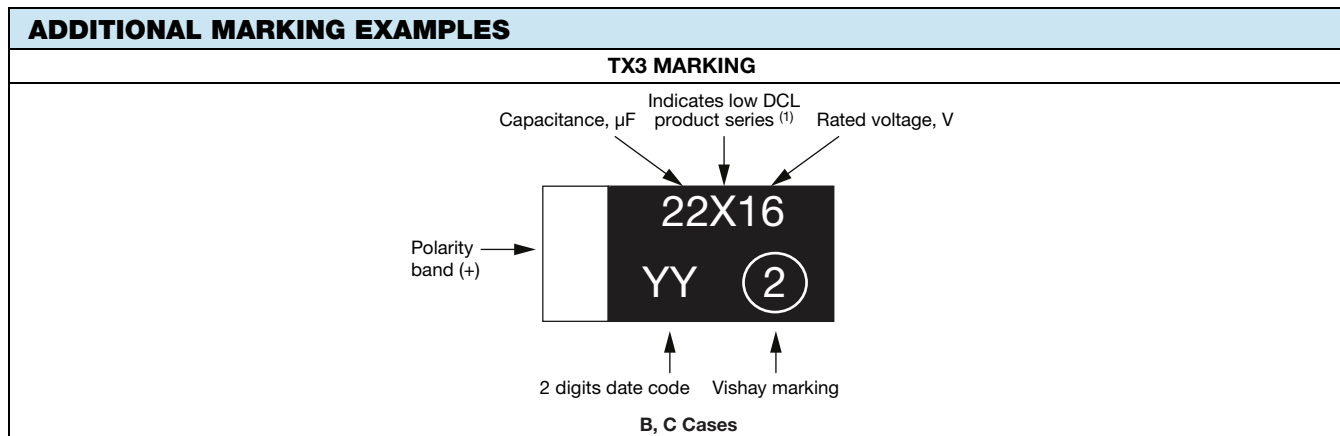 ADDITIONAL MARKING EXAMPLES
TX3 MARKING
Indicates low DCL
Capacitance, µF product series (1) Rated voltage, V
22X16
Polarity
band (+)
YY 2
2 digits date code Vishay marking
B, C Cases